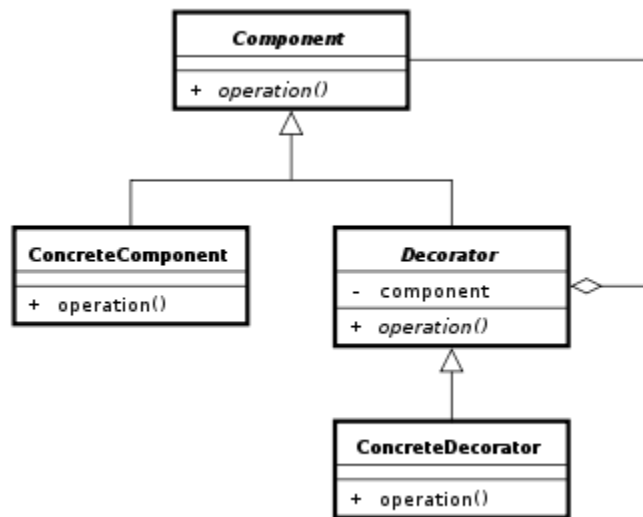 Component
+ operation()
ConcreteComponent
+ operation()
Decorator
- component
+ operation()
ConcreteDecorator
+ operation()